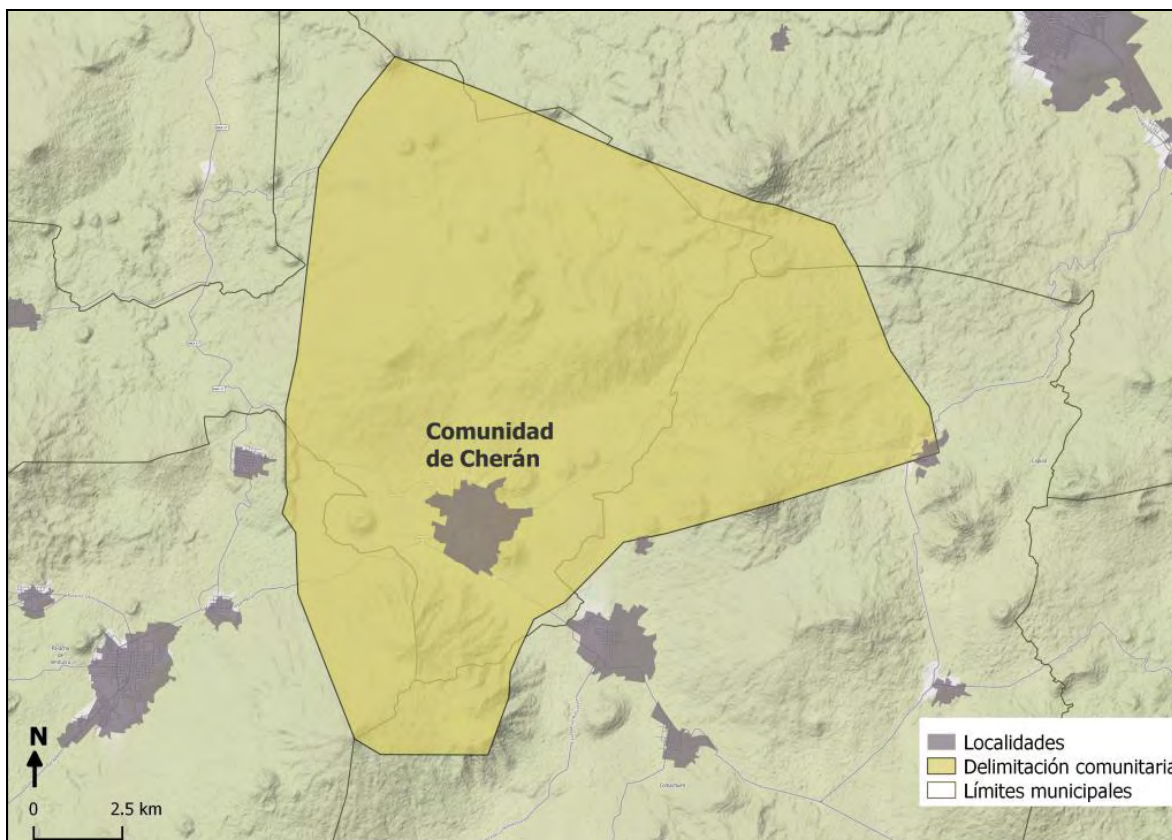 Comunidad
de Cherán
N
0 2.5 km
Localidades
Delimitación comunitaria
Límites municipales